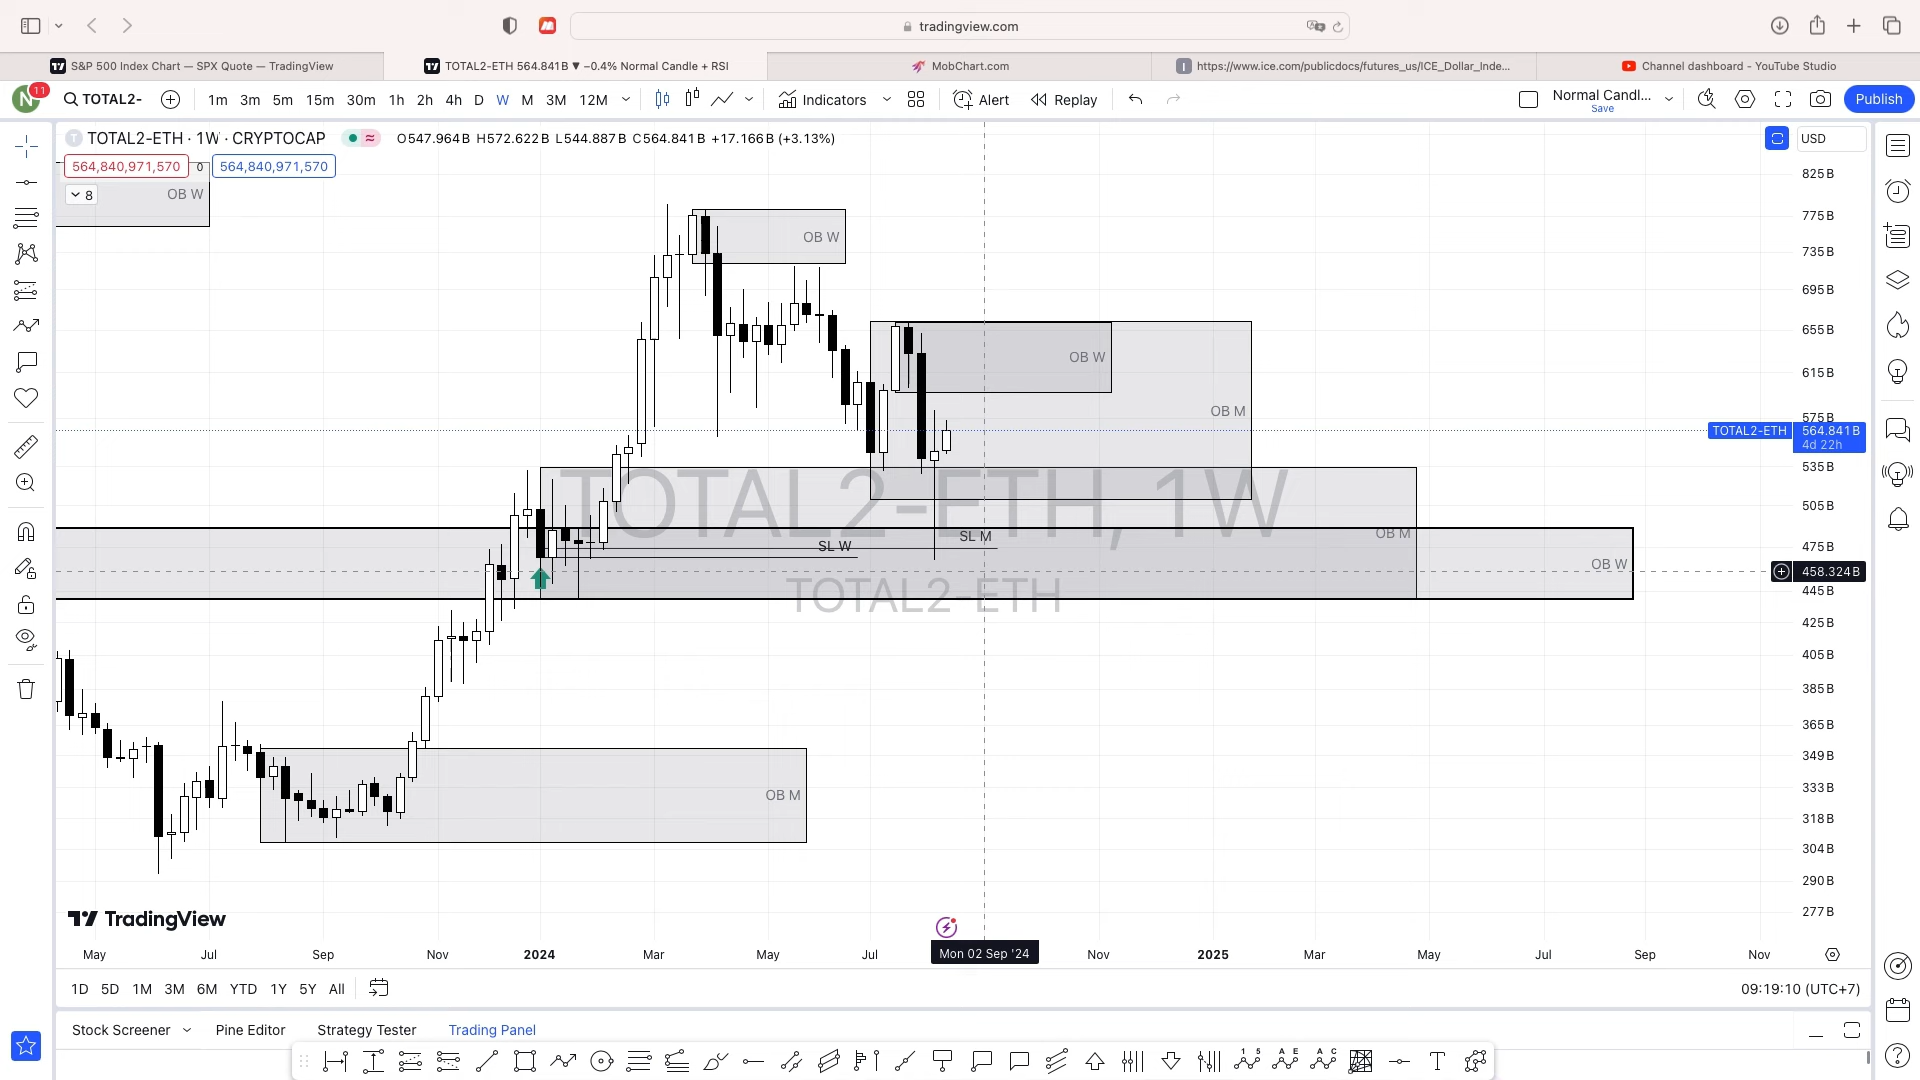 tradingview.com
S&P 500 Index Chart — SPX Quote — TradingView
TOTAL2-ETH 564.841 B ▼ −0.4% Normal Candle + RSI
MobChart.com
https://www.ice.com/publicdocs/futures_us/ICE_Dollar_Inde...
Channel dashboard - YouTube Studio
N 11
TOTAL2-
1m 3m 5m 15m 30m 1h 2h 4h D W M 3M 12M
Indicators
Alert
Replay
Normal Candl...
Save
Publish
TOTAL2-ETH · 1W · CRYPTOCAP
O547.964B H572.622B L544.887B C564.841B +17.166B (+3.13%)
USD
564,840,971,570 0 564,840,971,570
8
OB W
OB W
OB W
OB M
OB M
OB W
OB M
SL W
SL M
TOTAL2-ETH, 1W
TOTAL2-ETH
825B
775B
735B
695B
655B
615B
575B
TOTAL2-ETH 564.841B
4d 22h
535B
505B
475B
458.324B
445B
425B
405B
385B
365B
349B
333B
318B
304B
290B
277B
TradingView
May Jul Sep Nov 2024 Mar May Jul Mon 02 Sep '24 Nov 2025 Mar May Jul Sep Nov
1D 5D 1M 3M 6M YTD 1Y 5Y All
09:19:10 (UTC+7)
Stock Screener Pine Editor Strategy Tester Trading Panel